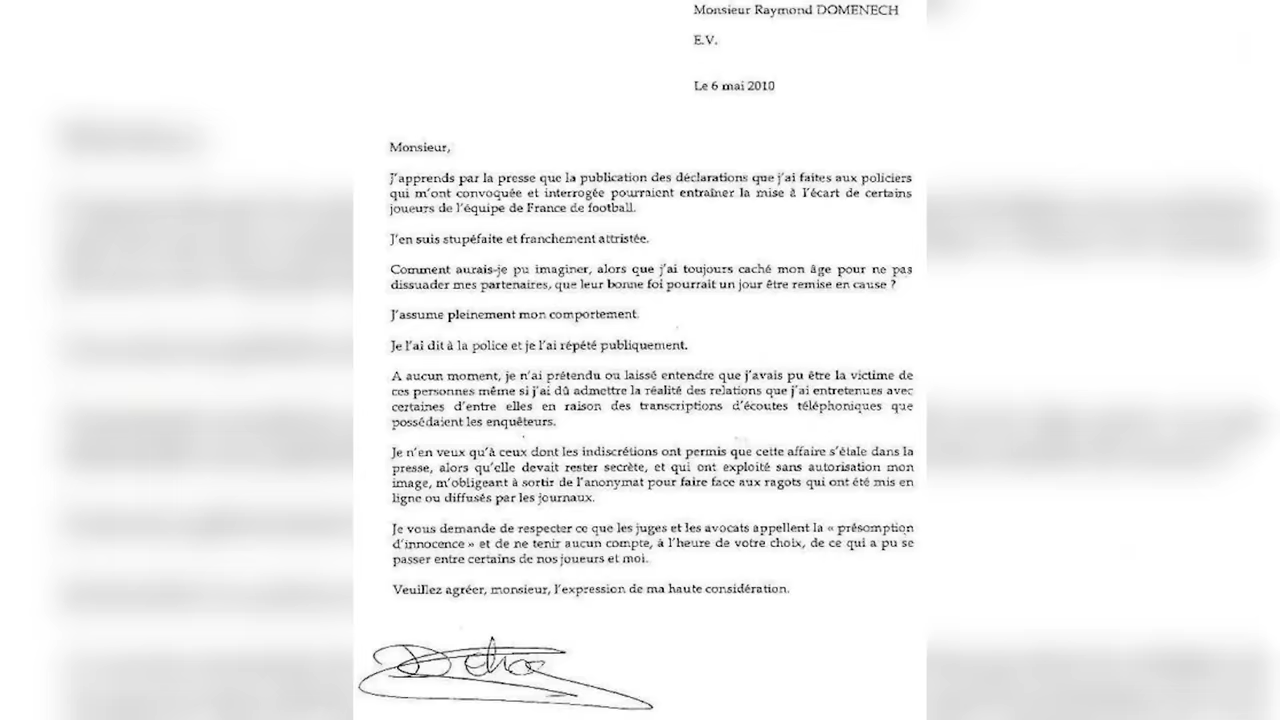 Monsieur Raymond DOMENECH
E.V.
Le 6 mai 2010
Monsieur,
J'apprends par la presse que la publication des déclarations que j'ai faites aux policiers
qui m'ont convoquée et interrogée pourraient entraîner la mise à l'écart de certains
joueurs de l'équipe de France de football.
J'en suis stupéfaite et franchement attristée.
Comment aurais-je pu imaginer, alors que j'ai toujours caché mon âge pour ne pas
dissuader mes partenaires, que leur bonne foi pourrait un jour être remise en cause ?
J'assume pleinement mon comportement.
Je l'ai dit à la police et je l'ai répété publiquement.
A aucun moment, je n'ai prétendu ou laissé entendre que j'avais pu être la victime de
ces personnes même si j'ai dû admettre la réalité des relations que j'ai entretenues avec
certaines d'entre elles en raison des transcriptions d'écoutes téléphoniques que
possédaient les enquêteurs.
Je n'en veux qu'à ceux dont les indiscrétions ont permis que cette affaire s'étale dans la
presse, alors qu'elle devait rester secrète, et qui ont exploité sans autorisation mon
image, m'obligeant à sortir de l'anonymat pour faire face aux ragots qui ont été mis en
ligne ou diffusés par les journaux.
Je vous demande de respecter ce que les juges et les avocats appellent la « présomption
d'innocence » et de ne tenir aucun compte, à l'heure de votre choix, de ce qui a pu se
passer entre certains de nos joueurs et moi.
Veuillez agréer, monsieur, l'expression de ma haute considération.